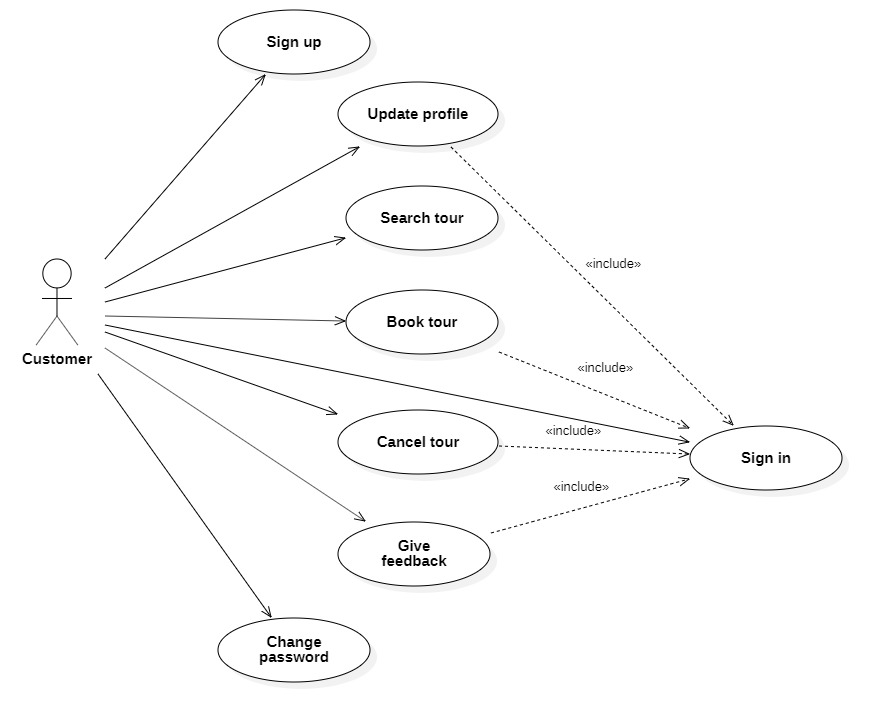 Sign up
Update profile
Search tour
«include»
Book tour
Customer
«include»
«include»
Cancel tour
Sign in
«include»
Give
feedback
Change
password